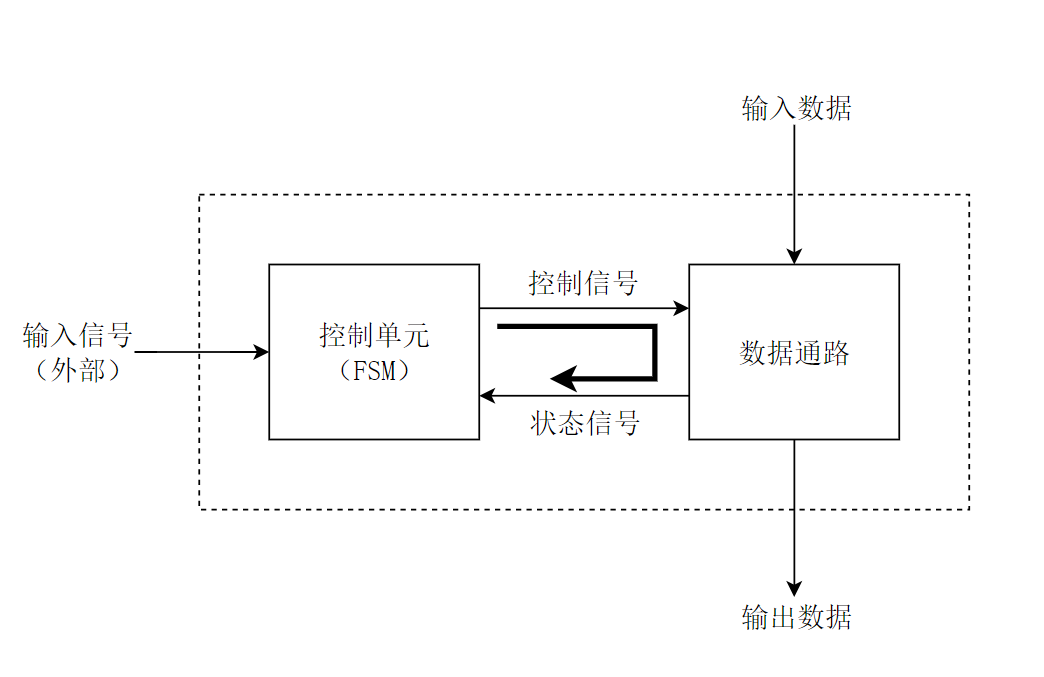 输入数据
控制信号
输入信号
（外部）
控制单元
（FSM）
数据通路
状态信号
输出数据